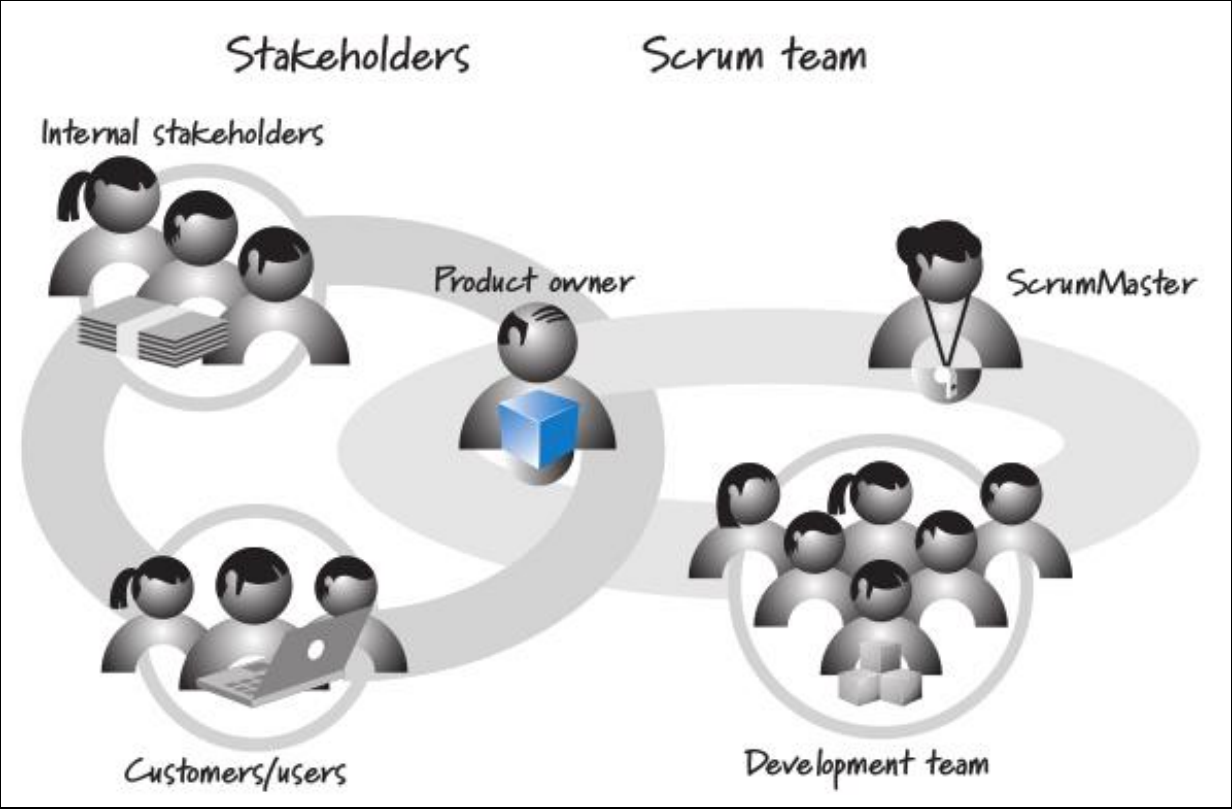 Stakeholders
Scrum team
Internal stakeholders
Product owner
ScrumMaster
Customers/users
Development team